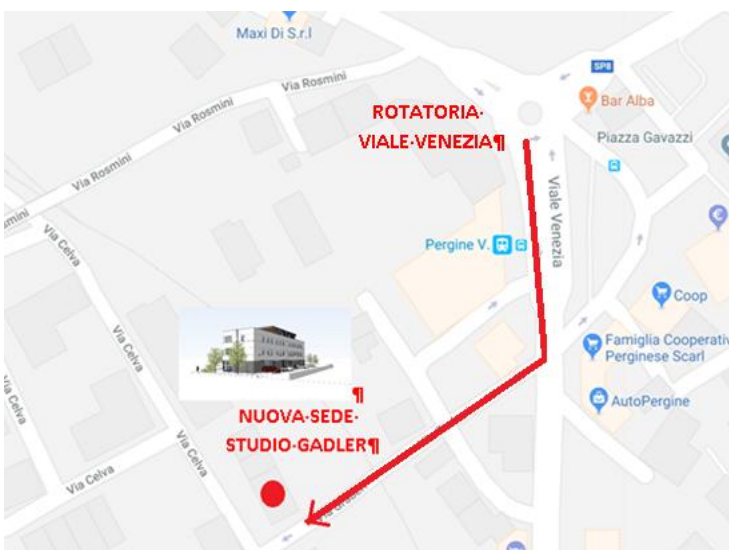 Maxi Di S.r.l
SP8
Via Rosmini
ROTATORIA·
VIALE·VENEZIA¶
Bar Alba
Piazza Gavazzi
Via Rosmini
Via Rosmini
Viale Venezia
Via Celva
Pergine V.
Coop
Via Celva
Famiglia Cooperativ
Perginese Scarl
¶
NUOVA·SEDE·
STUDIO·GADLER¶
AutoPergine
Via Celva
Via Celva
Via Celva